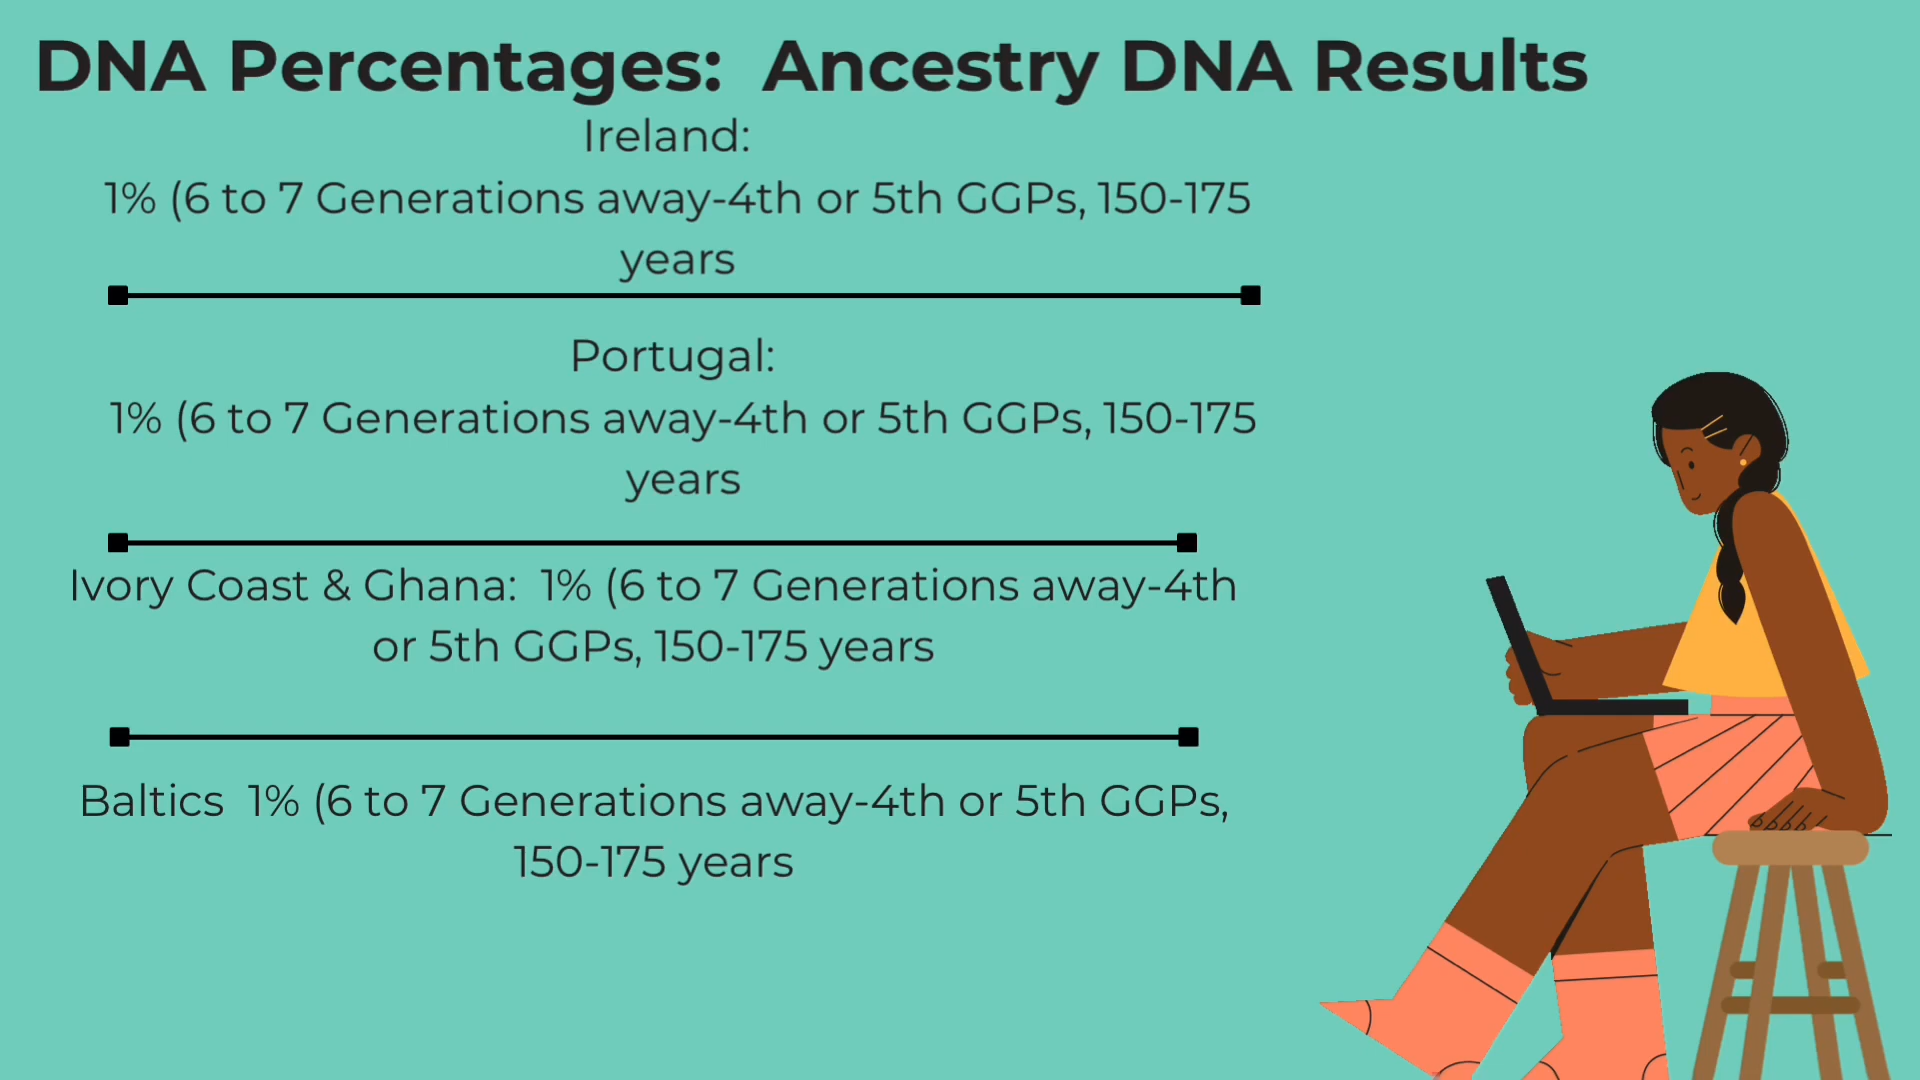 DNA Percentages:  Ancestry DNA Results
Ireland:
1% (6 to 7 Generations away-4th or 5th GGPs, 150-175
years
Portugal:
1% (6 to 7 Generations away-4th or 5th GGPs, 150-175
years
Ivory Coast & Ghana:  1% (6 to 7 Generations away-4th
or 5th GGPs, 150-175 years
Baltics  1% (6 to 7 Generations away-4th or 5th GGPs,
150-175 years